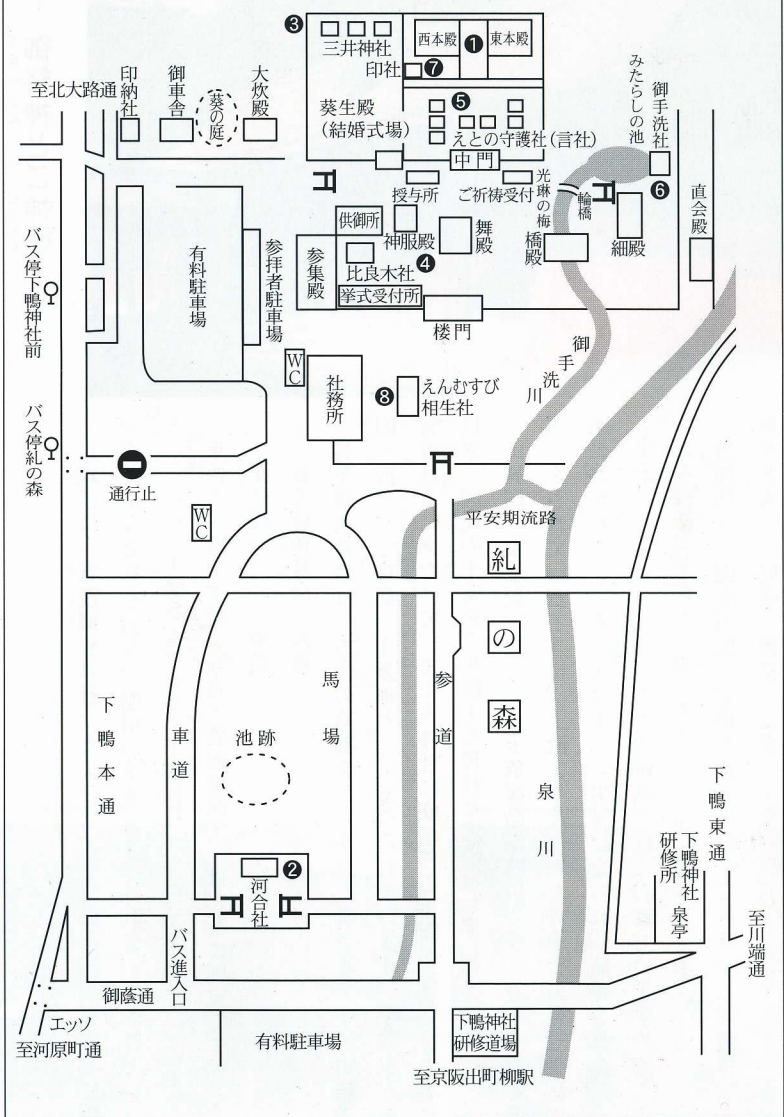 ❸
三井神社
西本殿
❶
東本殿
印社
❼
葵生殿
(結婚式場)
❺
えとの守護社(言社)
中門
みたらしの池
御手洗社
❻
至北大路通
印納社
御車舎
葵の庭
大炊殿
授与所
ご祈祷受付
光琳の梅
輪橋
橋殿
細殿
直会殿
供御所
神服殿
舞殿
❹
参集殿
比良木社
挙式受付所
楼門
バス停下鴨神社前
有料駐車場
参拝者駐車場
WC
社務所
❽
えんむすび
相生社
御手洗川
バス停糺の森
通行止
WC
平安期流路
糺の森
下鴨本通
車道
馬場
池跡
参道
泉川
❷
河合社
下鴨東通
下鴨神社
研修所
泉亭
至川端通
バス進入口
御蔭通
エッソ
至河原町通
有料駐車場
下鴨神社
研修道場
至京阪出町柳駅